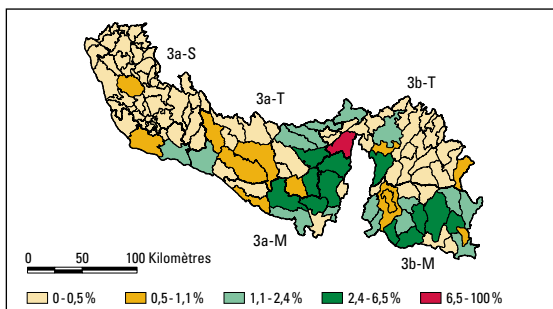 3a-S
3a-T
3b-T
3a-M
3b-M
0 50 100 Kilomètres
0-0,5 % 0,5-1,1 % 1,1-2,4 % 2,4-6,5 % 6,5-100 %